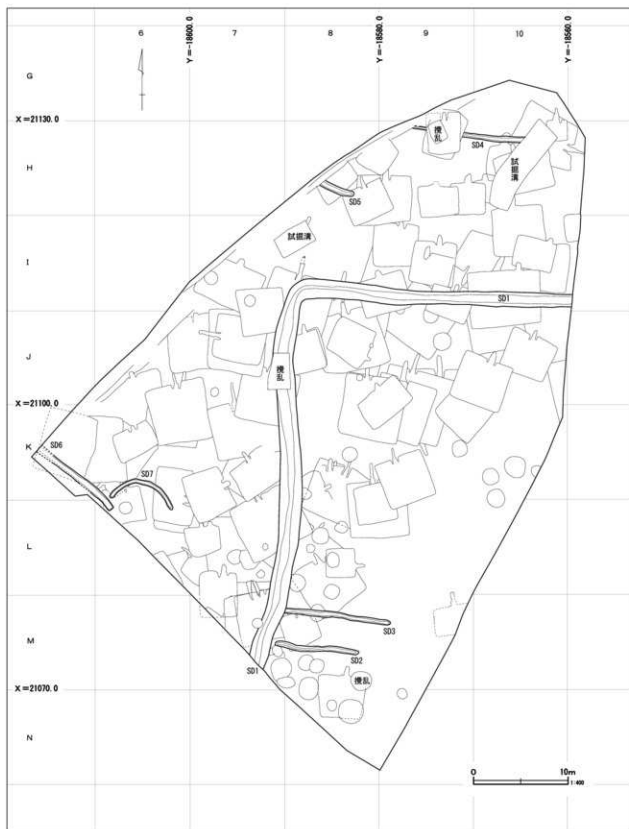 6
7
8
9
10
Y=-18600.0
Y=-18580.0
Y=-18560.0
G
X=21130.0
攪乱
SD4
試掘溝
H
SD5
試掘溝
I
SD1
J
攪乱
X=21100.0
K
SD6
SD7
L
SD3
M
SD2
SD1
攪乱
X=21070.0
N
0
10m
1:400